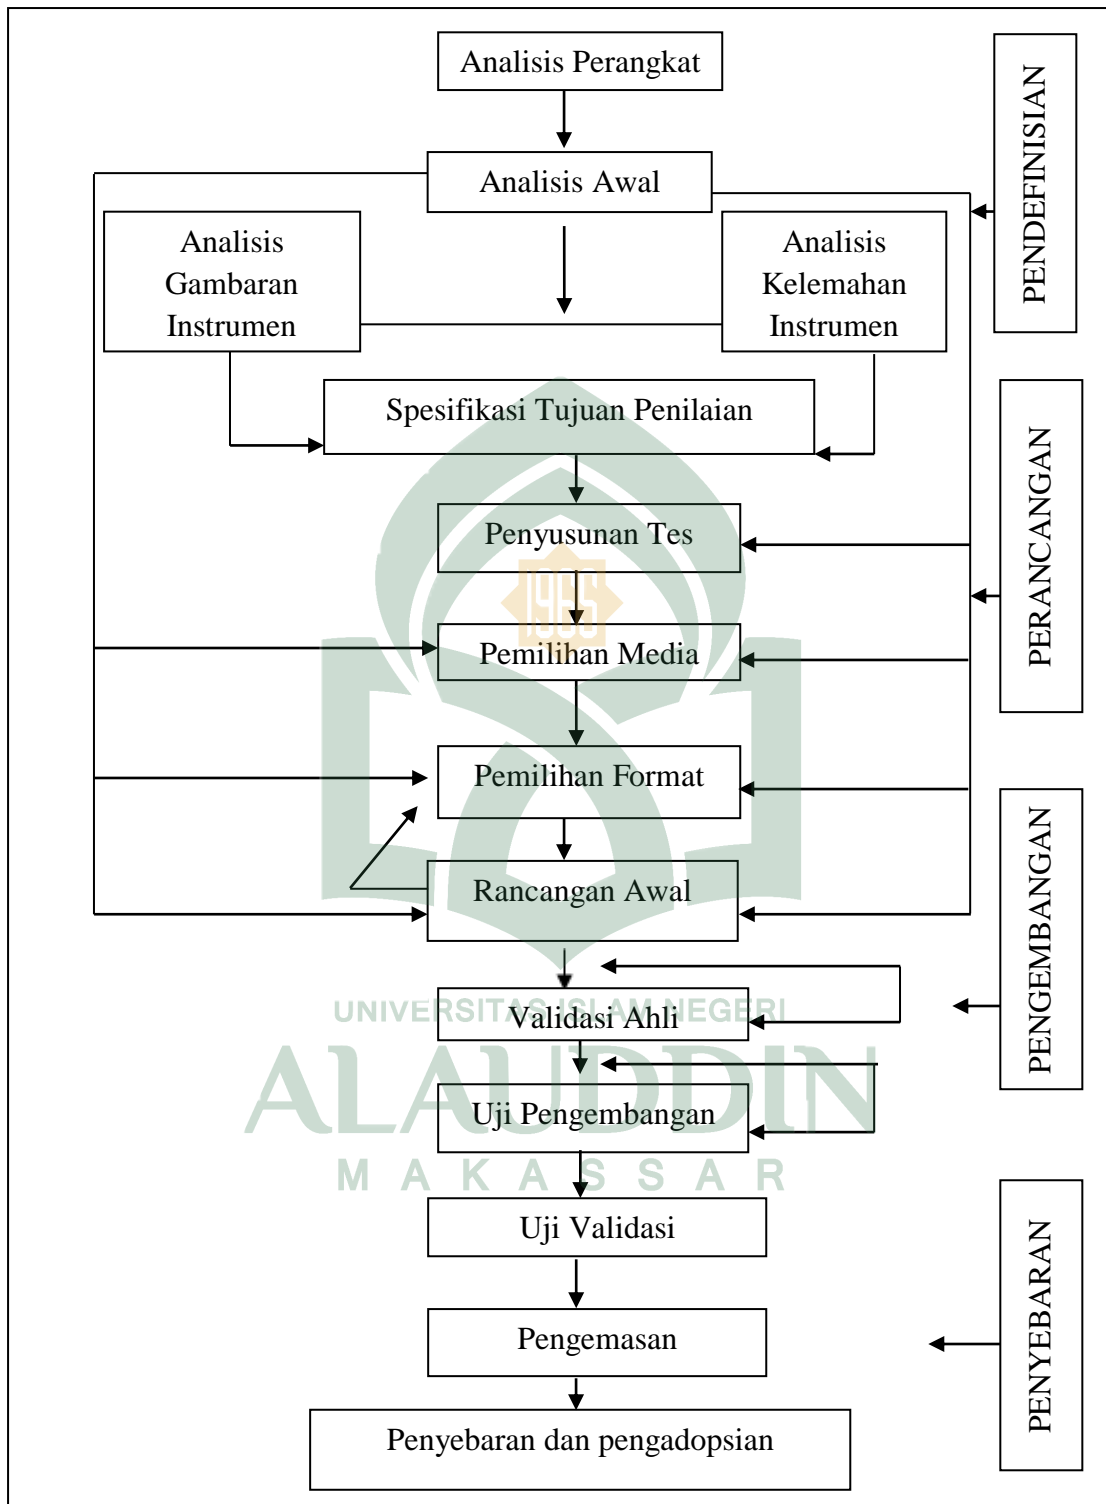 Analisis Perangkat
PENDEFINISIAN
Analisis Awal
Analisis
Gambaran
Instrumen
Analisis
Kelemahan
Instrumen
Spesifikasi Tujuan Penilaian
PERANCANGAN
Penyusunan Tes
1965
Pemilihan Media
Pemilihan Format
PENGEMBANGAN
Rancangan Awal
UNIVERSITAS ISLAM NEGERI
Validasi Ahli
ALAUDDIN
Uji Pengembangan
MAKASSAR
Uji Validasi
PENYEBARAN
Pengemasan
Penyebaran dan pengadopsian